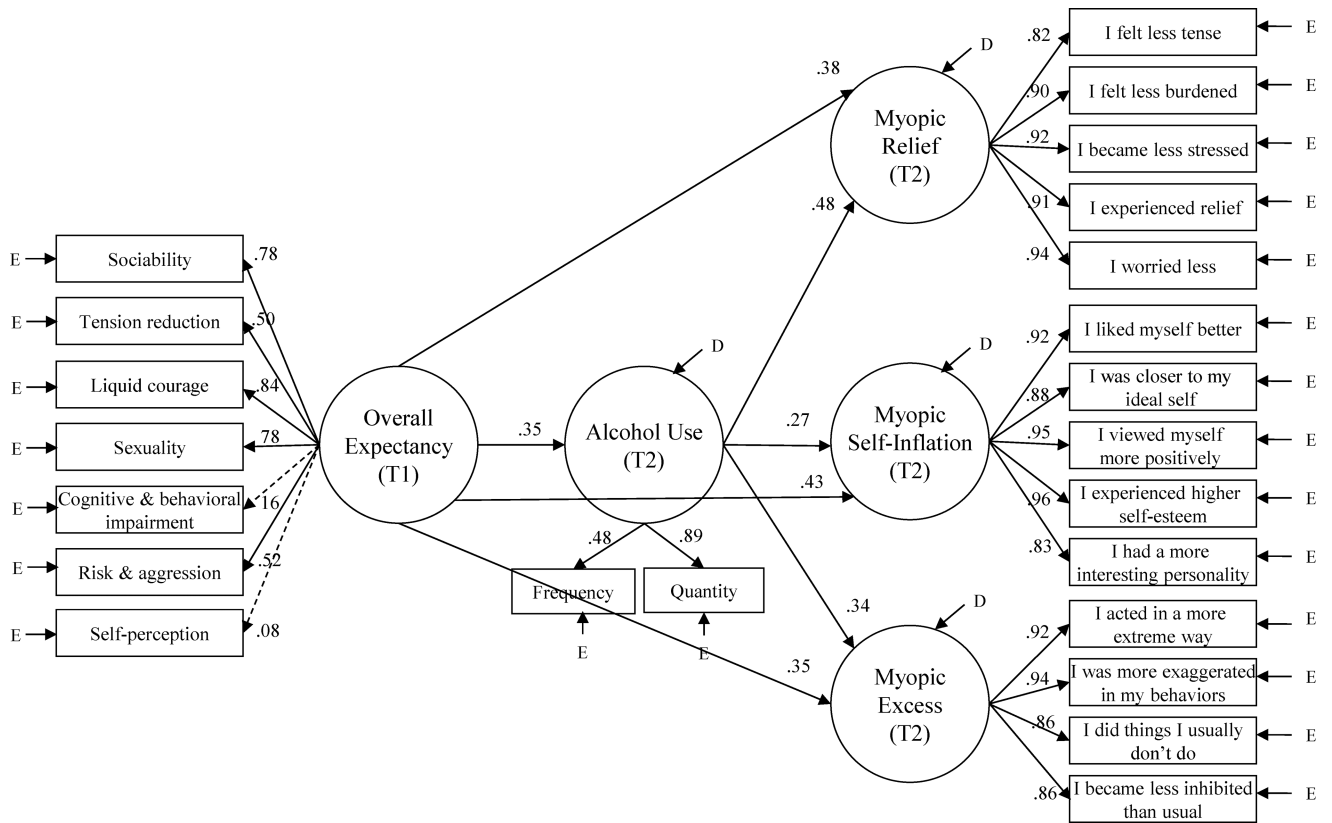 E
Sociability
.78
E
Tension reduction
.50
E
Liquid courage
.84
E
Sexuality
.78
E
Cognitive & behavioral
impairment
.16
E
Risk & aggression
.52
E
Self-perception
.08
Overall
Expectancy
(T1)
.35
D
Alcohol Use
(T2)
.48
.89
Frequency
Quantity
E
E
.38
.48
.27
.43
.34
.35
D
Myopic
Relief
(T2)
.82
I felt less tense
E
.90
I felt less burdened
E
.92
I became less stressed
E
.91
I experienced relief
E
.94
I worried less
E
D
Myopic
Self-Inflation
(T2)
.92
I liked myself better
E
.88
I was closer to my
ideal self
E
.95
I viewed myself
more positively
E
.96
I experienced higher
self-esteem
E
.83
I had a more
interesting personality
E
D
Myopic
Excess
(T2)
.92
I acted in a more
extreme way
E
.94
I was more exaggerated
in my behaviors
E
.86
I did things I usually
don’t do
E
.86
I became less inhibited
than usual
E